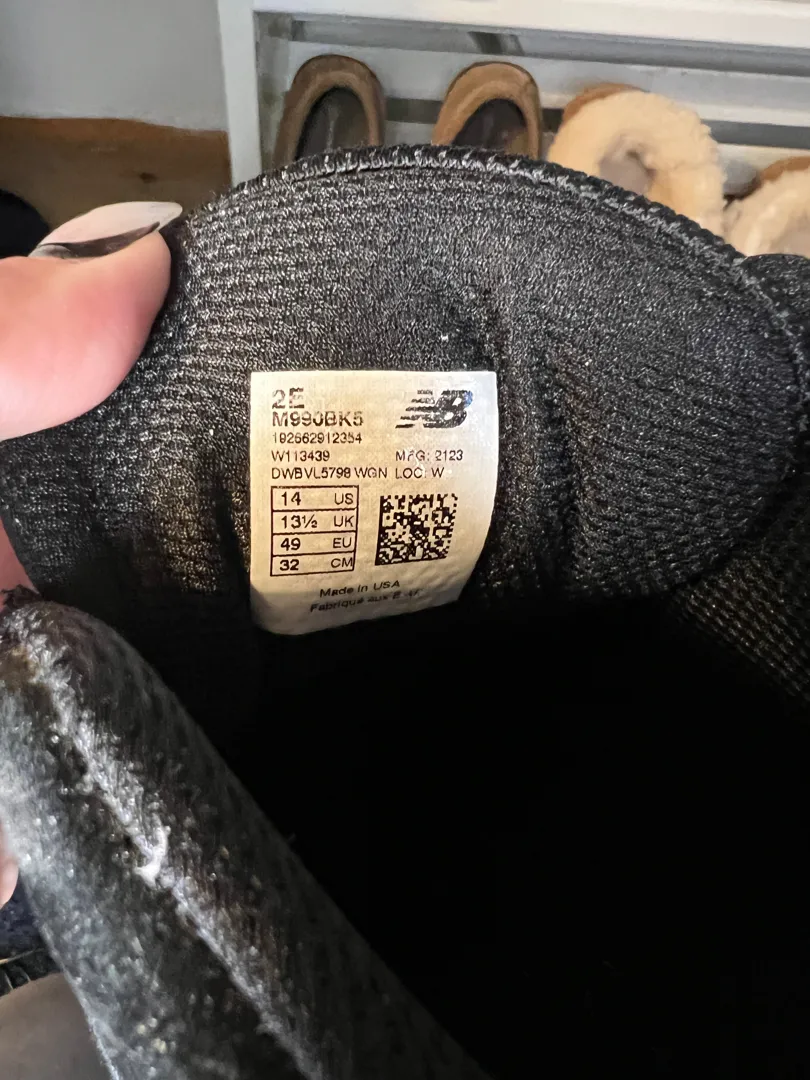 2E
NB
M990BK5
192662912354
W113439 MFG: 2123
DWBVL5798 WGN LOC: W
14 US
13½ UK
49 EU
32 CM
Made in USA
Fabriqué aux